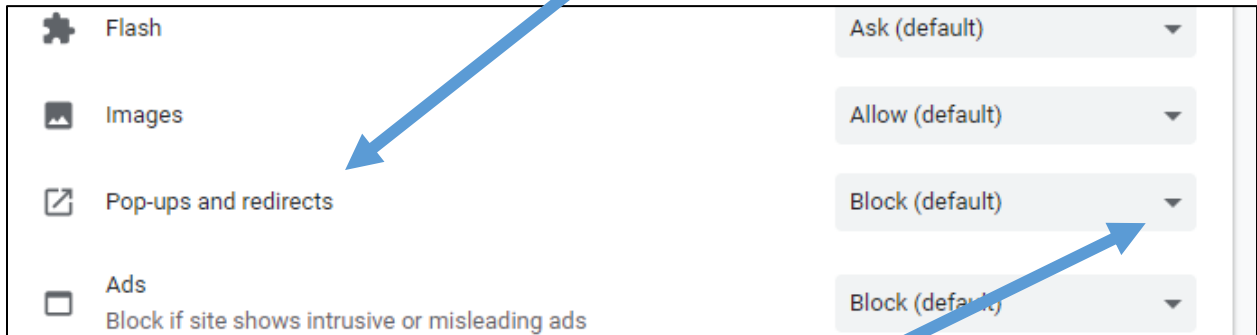 Flash Ask (default)
Images Allow (default)
Pop-ups and redirects Block (default)
Ads
Block if site shows intrusive or misleading ads Block (default)